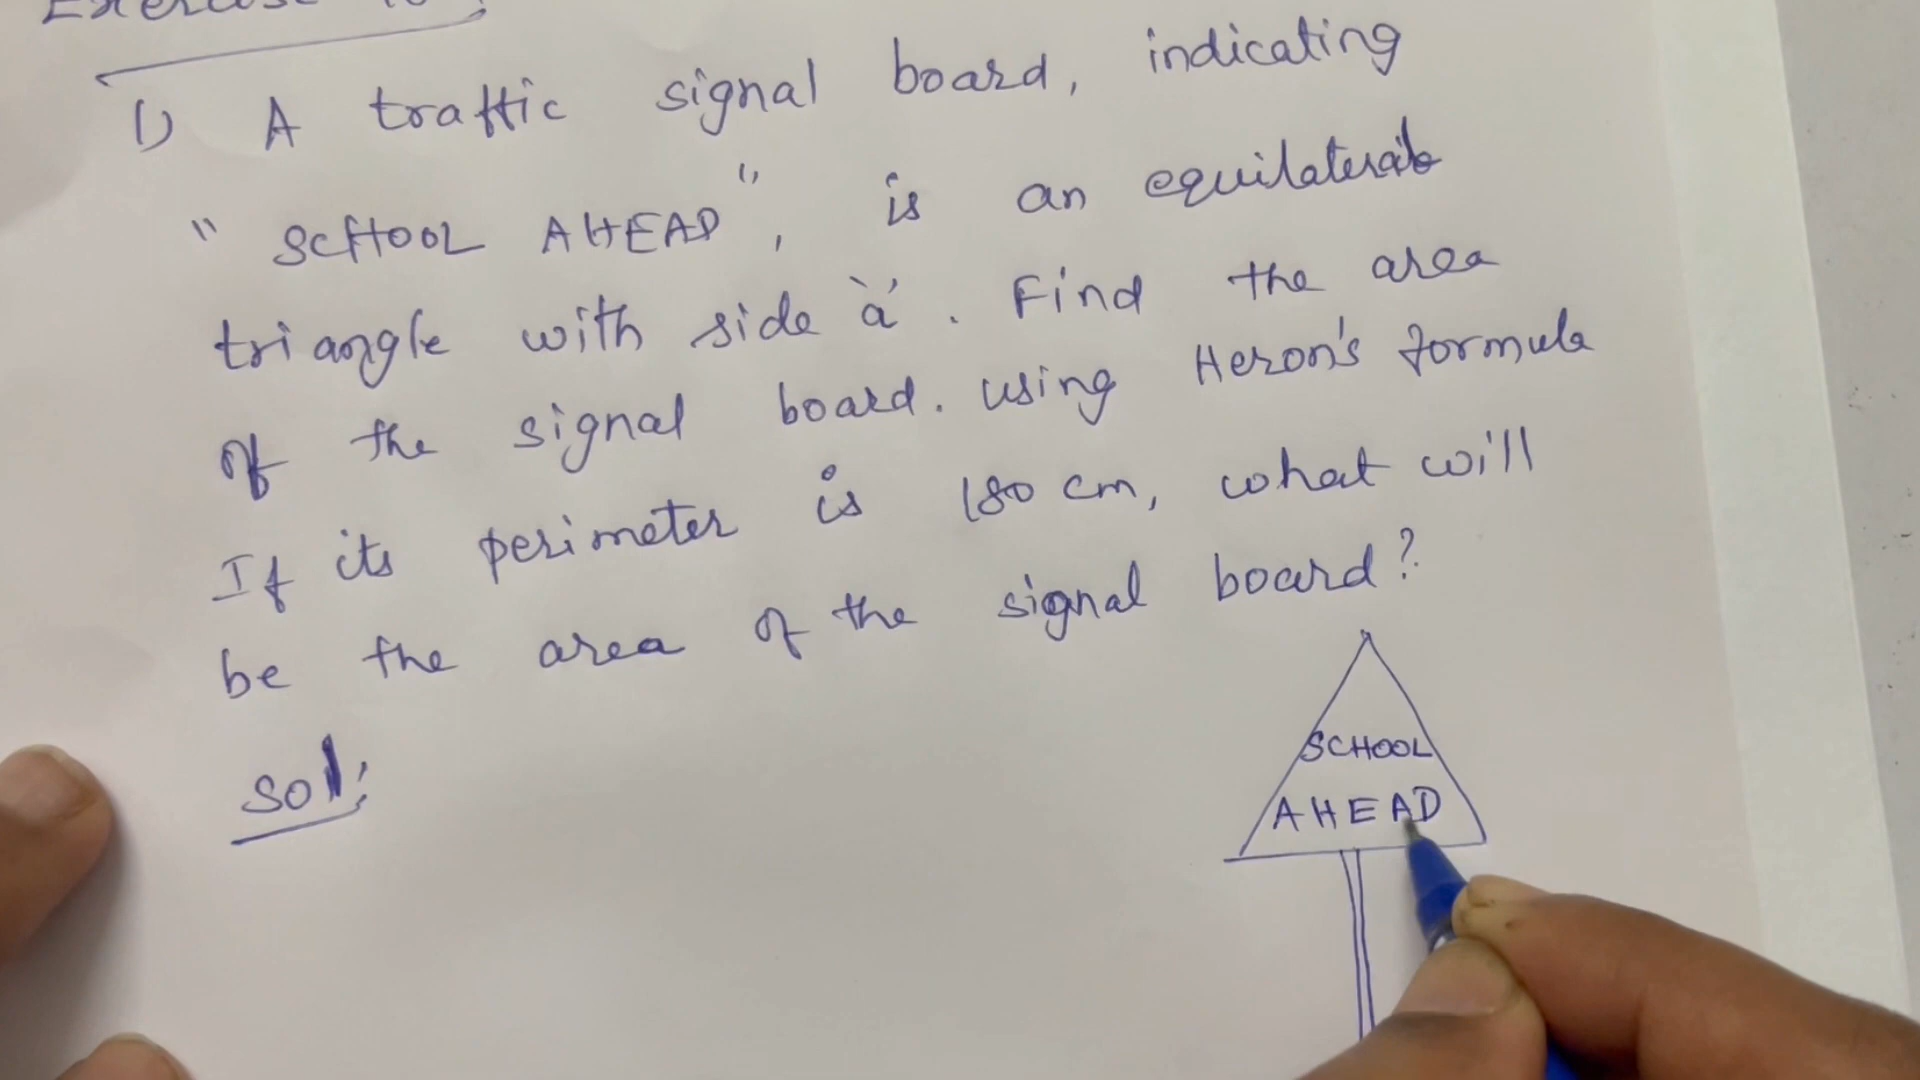 Exercise
1) A traffic signal board, indicating
" SCHOOL AHEAD ", is an equilateral
triangle with side 'a'. Find the area
of the signal board. using Heron's formula
If its perimeter is 180 cm, what will
be the area of the signal board?
SCHOOL
AHEAD
Sol: